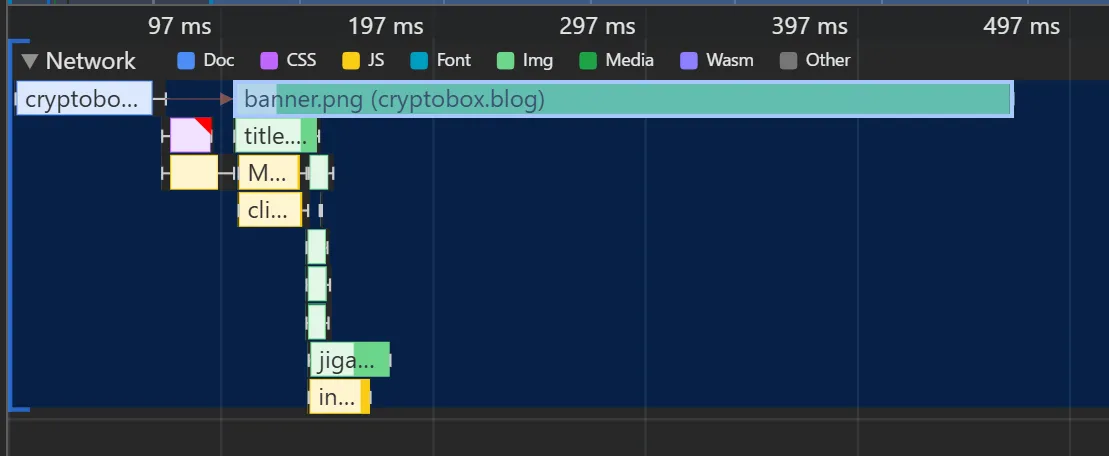 97 ms 197 ms 297 ms 397 ms 497 ms
Network Doc CSS JS Font Img Media Wasm Other
cryptobo... banner.png (cryptobox.blog)
title...
M...
cli...
jiga...
in...